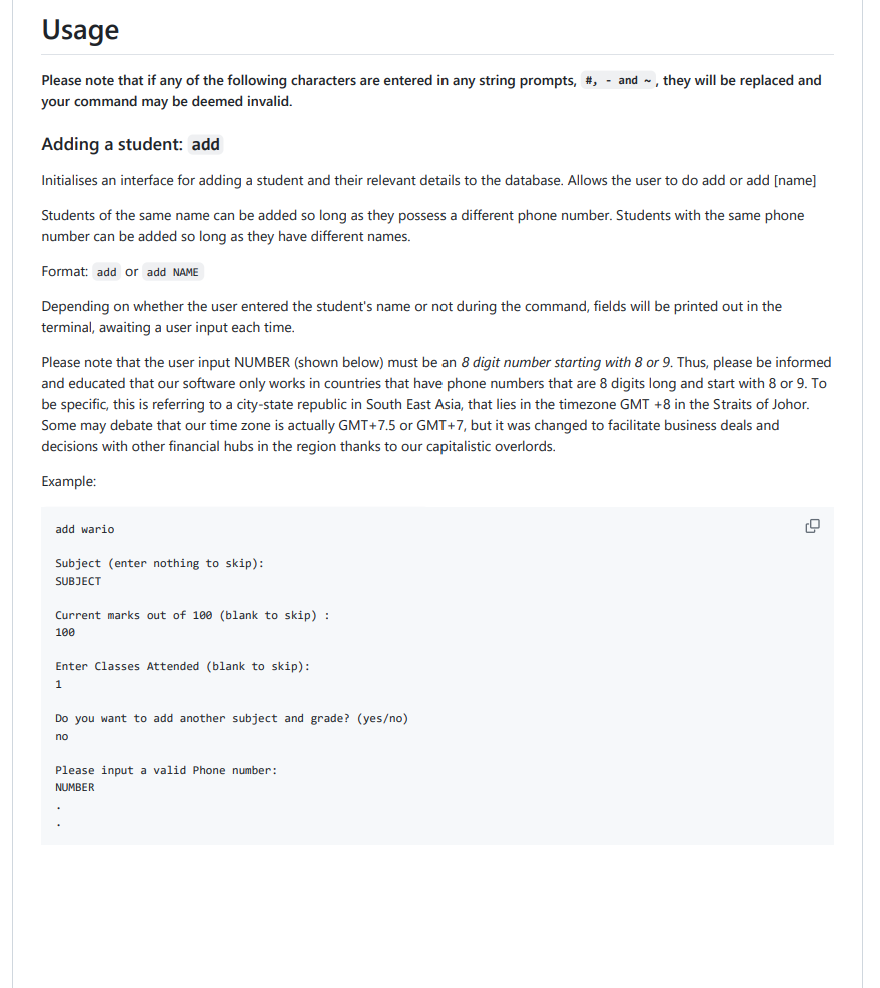 Usage
Please note that if any of the following characters are entered in any string prompts, #, - and ~, they will be replaced and
your command may be deemed invalid.
Adding a student: add
Initialises an interface for adding a student and their relevant details to the database. Allows the user to do add or add [name]
Students of the same name can be added so long as they possess a different phone number. Students with the same phone
number can be added so long as they have different names.
Format: add or add NAME
Depending on whether the user entered the student's name or not during the command, fields will be printed out in the
terminal, awaiting a user input each time.
Please note that the user input NUMBER (shown below) must be an 8 digit number starting with 8 or 9. Thus, please be informed
and educated that our software only works in countries that have phone numbers that are 8 digits long and start with 8 or 9. To
be specific, this is referring to a city-state republic in South East Asia, that lies in the timezone GMT +8 in the Straits of Johor.
Some may debate that our time zone is actually GMT+7.5 or GMT+7, but it was changed to facilitate business deals and
decisions with other financial hubs in the region thanks to our capitalistic overlords.
Example:
add wario
Subject (enter nothing to skip):
SUBJECT
Current marks out of 100 (blank to skip) :
100
Enter Classes Attended (blank to skip):
1
Do you want to add another subject and grade? (yes/no)
no
Please input a valid Phone number:
NUMBER
.
.